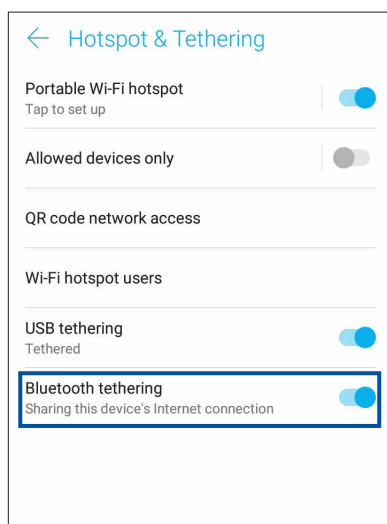 Hotspot & Tethering
Portable Wi-Fi hotspot
Tap to set up
Allowed devices only
QR code network access
Wi-Fi hotspot users
USB tethering
Tethered
Bluetooth tethering
Sharing this device's Internet connection